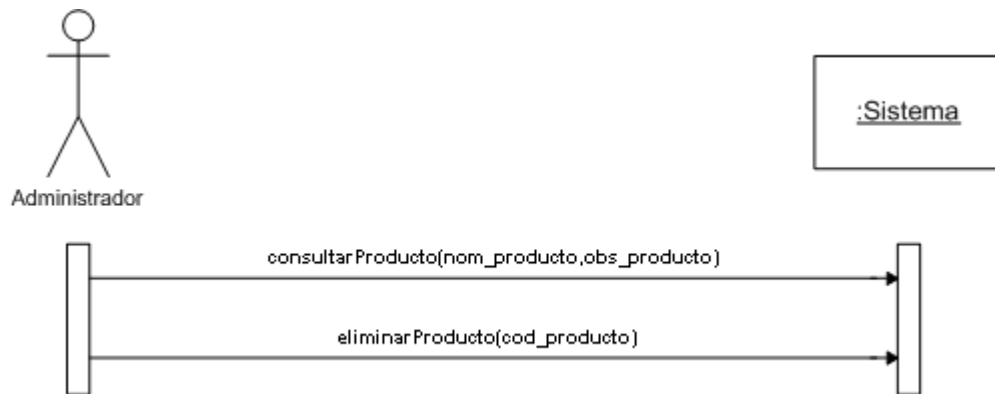 :Sistema
Administrador
consultarProducto(nom_producto,obs_producto)
eliminarProducto(cod_producto)